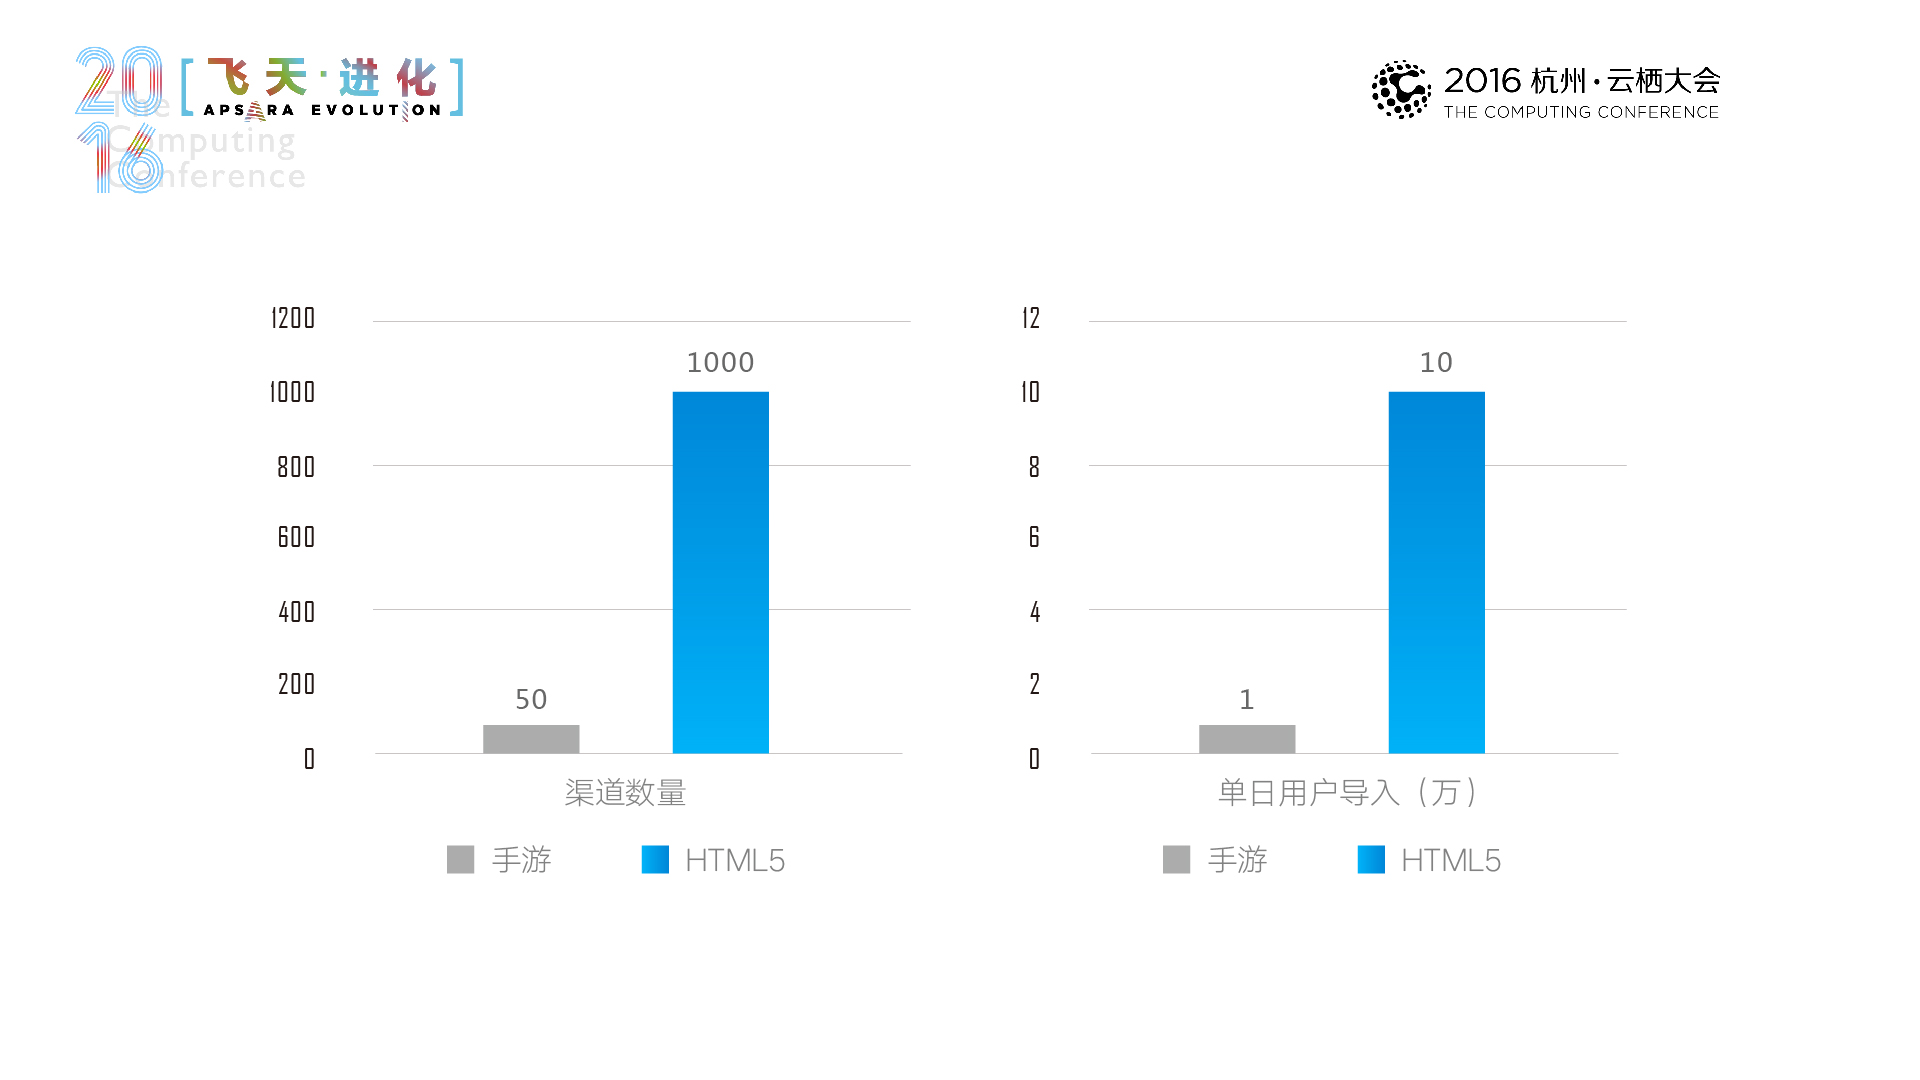 2016
The Computing Conference
[飞天·进化]
APSARA EVOLUTION
2016 杭州·云栖大会
THE COMPUTING CONFERENCE
1200
1000
800
600
400
200
0
50
1000
渠道数量
手游
HTML5
12
10
8
6
4
2
0
1
10
单日用户导入（万）
手游
HTML5